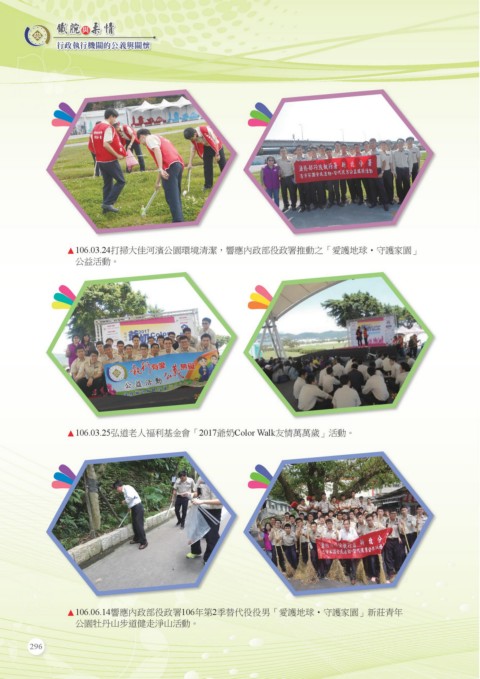 鐵腕與柔情
行政執行機關的公義與關懷
▲106.03.24打掃大佳河濱公園環境清潔，響應內政部役政署推動之「愛護地球‧守護家園」
公益活動。
▲106.03.25弘道老人福利基金會「2017爺奶Color Walk友情萬萬歲」活動。
▲106.06.14響應內政部役政署106年第2季替代役役男「愛護地球‧守護家園」新莊青年
公園牡丹山步道健走淨山活動。
296